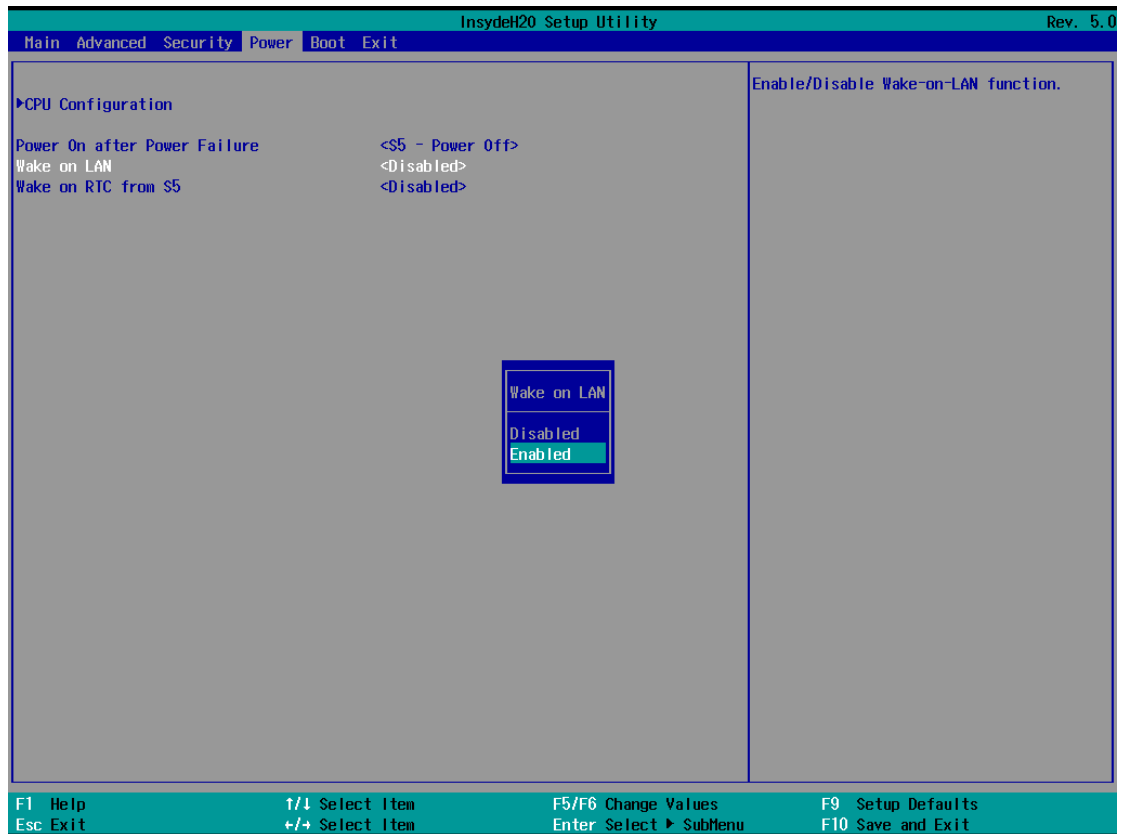 InsydeH20 Setup Utility Rev. 5.0
Main Advanced Security Power Boot Exit
Enable/Disable Wake-on-LAN function.
▶CPU Configuration
Power On after Power Failure <S5 - Power Off>
Wake on LAN <Disabled>
Wake on RTC from S5 <Disabled>
Wake on LAN
Disabled
Enabled
F1 Help ↑/↓ Select Item F5/F6 Change Values F9 Setup Defaults
Esc Exit ←/→ Select Item Enter Select ▶ SubMenu F10 Save and Exit